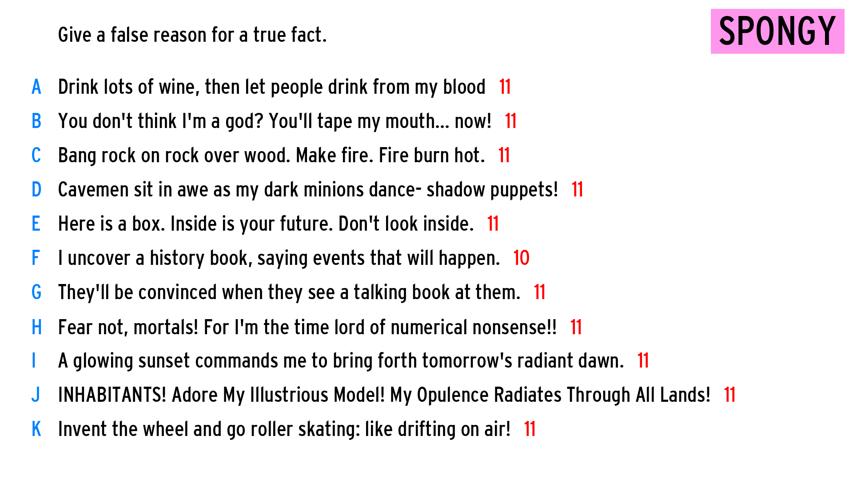 Give a false reason for a true fact.
SPONGY
A Drink lots of wine, then let people drink from my blood 11
B You don't think I'm a god? You'll tape my mouth... now! 11
C Bang rock on rock over wood. Make fire. Fire burn hot. 11
D Cavemen sit in awe as my dark minions dance- shadow puppets! 11
E Here is a box. Inside is your future. Don't look inside. 11
F I uncover a history book, saying events that will happen. 10
G They'll be convinced when they see a talking book at them. 11
H Fear not, mortals! For I'm the time lord of numerical nonsense!! 11
I A glowing sunset commands me to bring forth tomorrow's radiant dawn. 11
J INHABITANTS! Adore My Illustrious Model! My Opulence Radiates Through All Lands! 11
K Invent the wheel and go roller skating: like drifting on air! 11